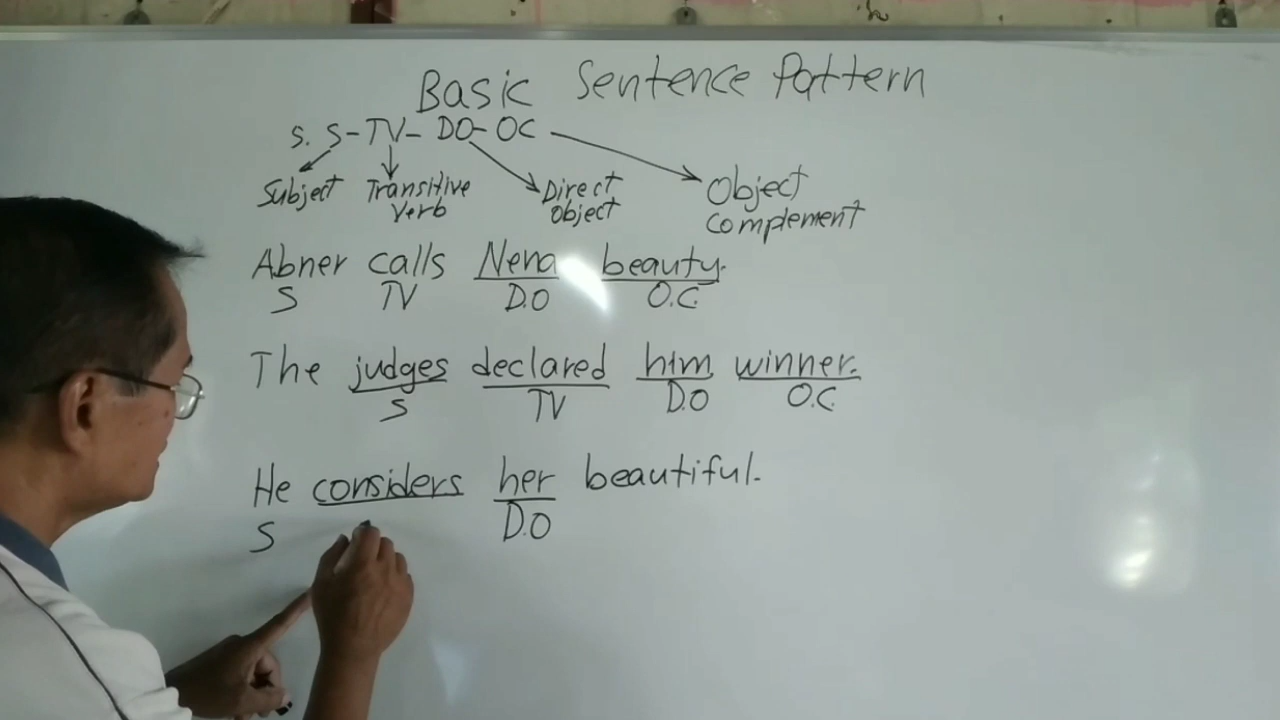 Basic Sentence Pattern
5. S-TV- DO- OC
Subject Transitive Verb Direct Object Object complement
Abner calls Nena beauty.
S TV D.O O.C.
The judges declared him winner.
S TV D.O O.C.
He considers her beautiful.
S D.O